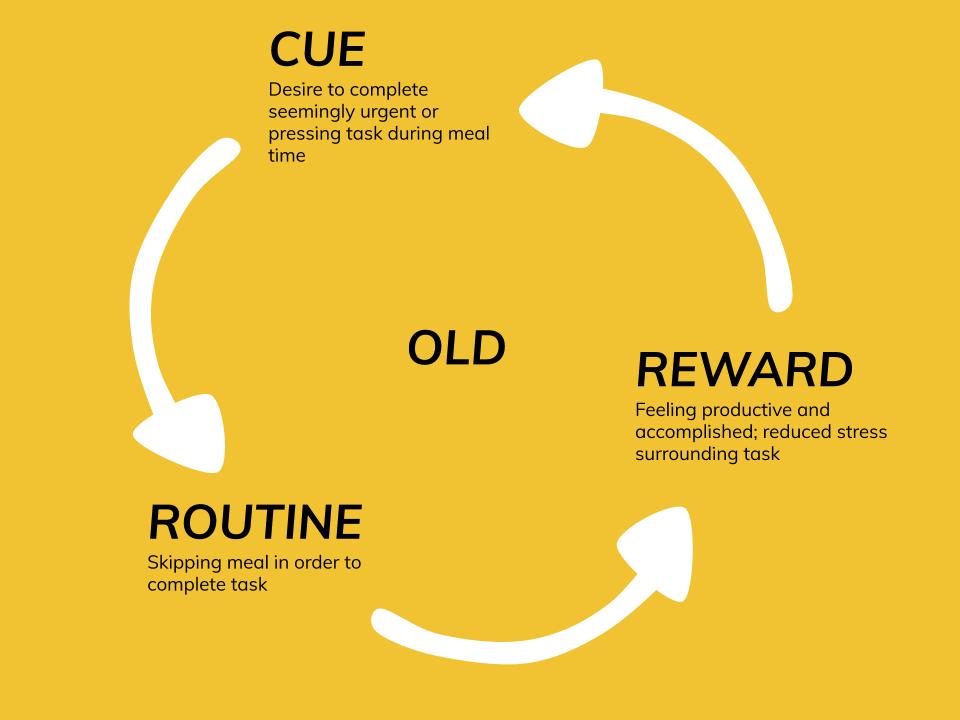 CUE
Desire to complete
seemingly urgent or
pressing task during meal
time
OLD
REWARD
Feeling productive and
accomplished; reduced stress
surrounding task
ROUTINE
Skipping meal in order to
complete task